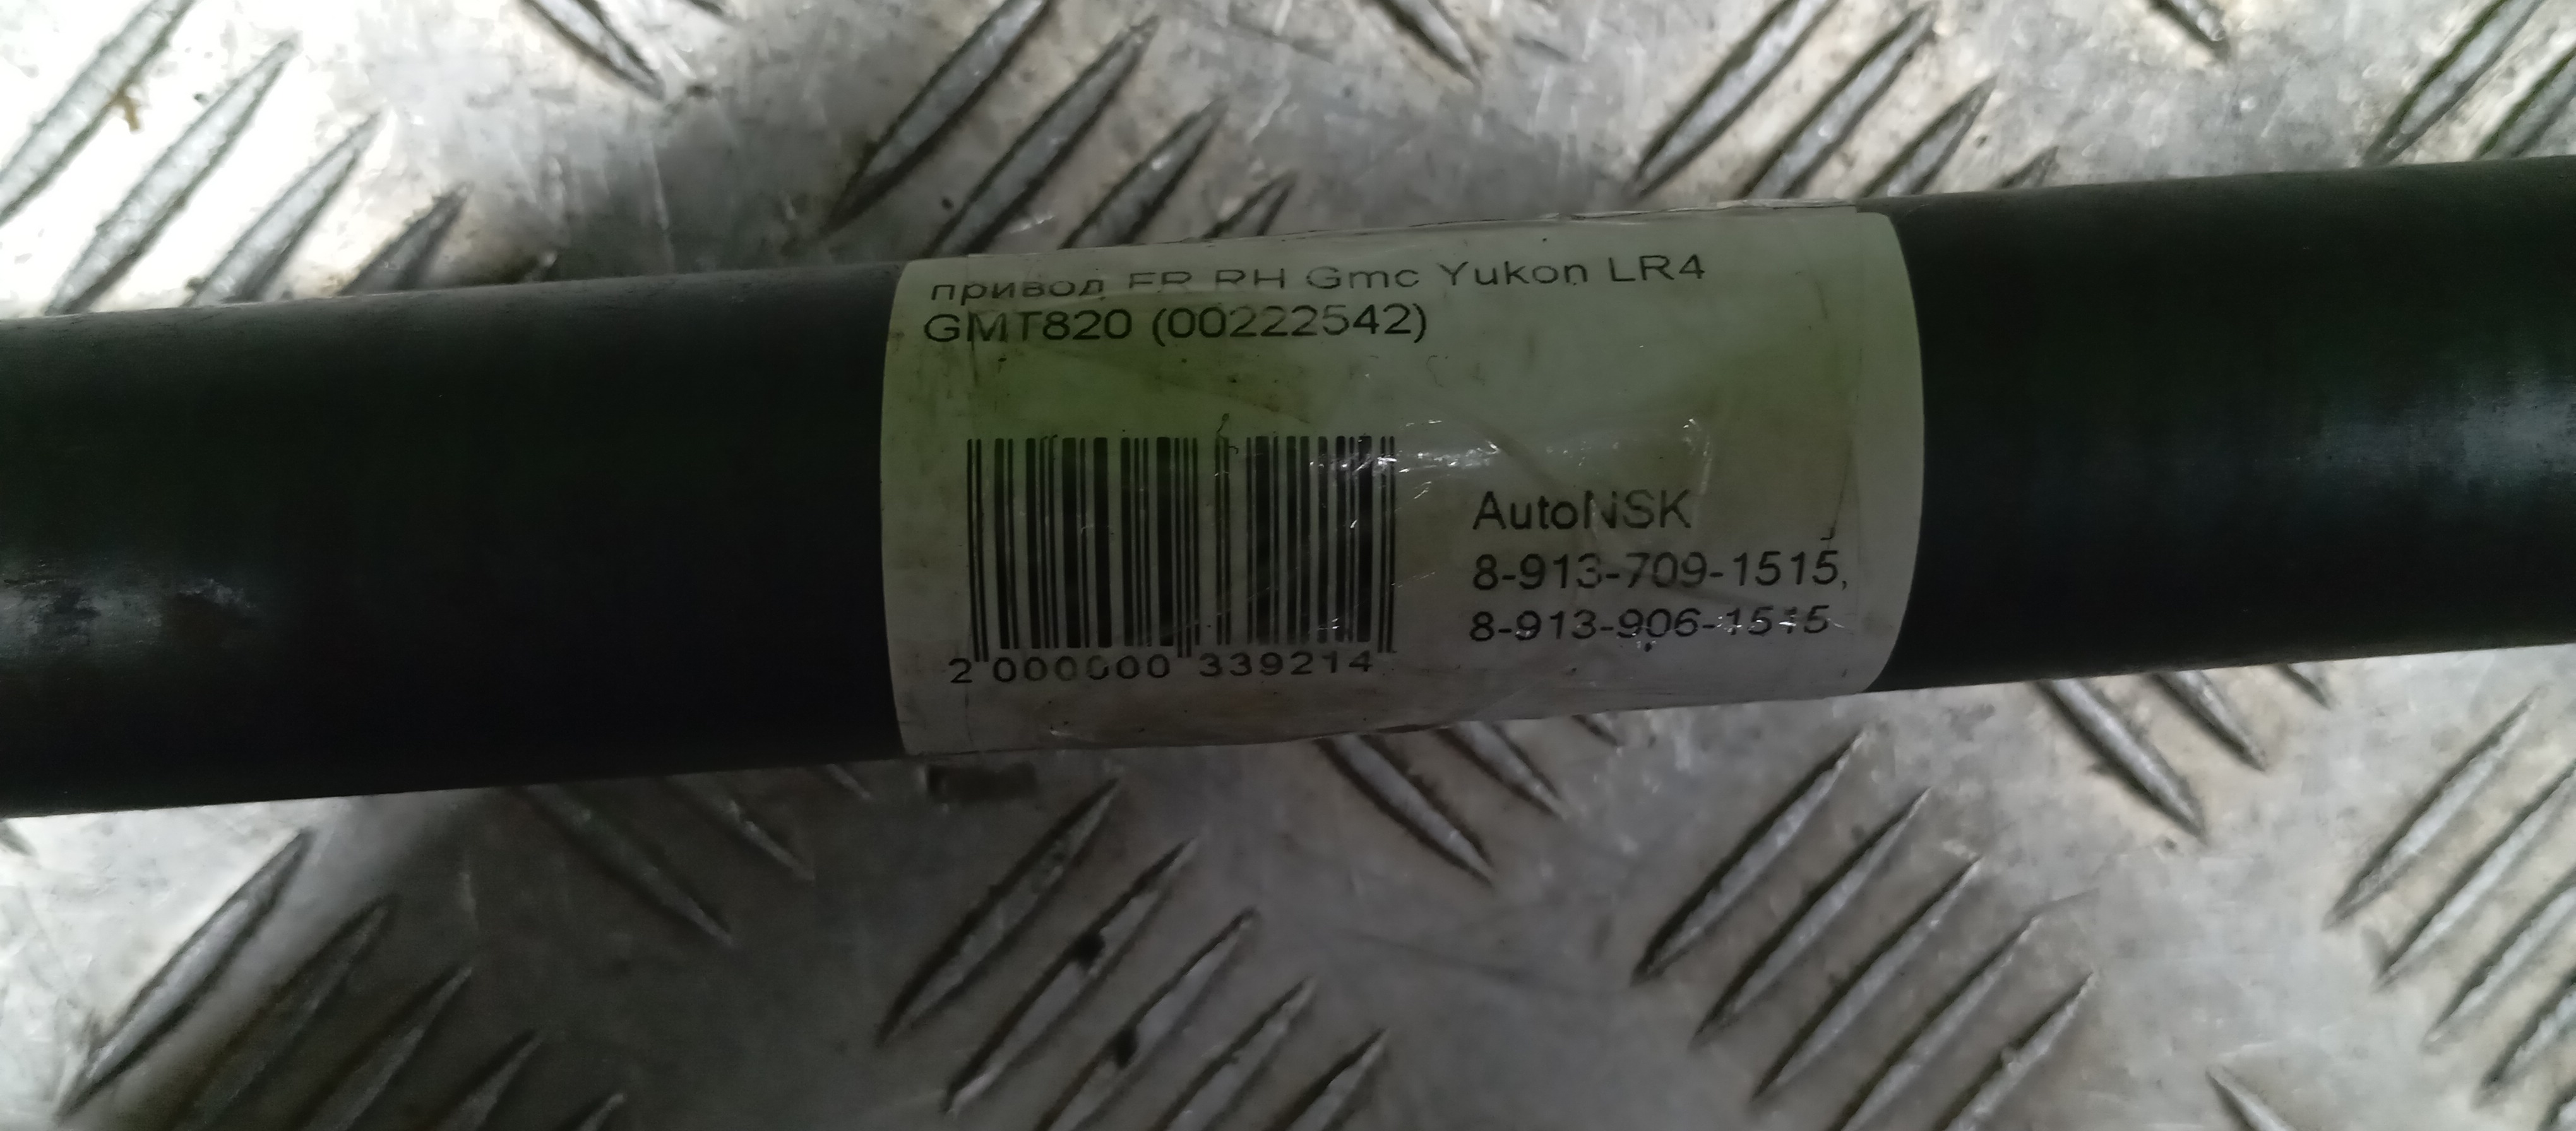 привод FR RH Gmc Yukon LR4
GMT820 (00222542)
AutoNSK
8-913-709-1515,
8-913-906-1515
2 000000 339214